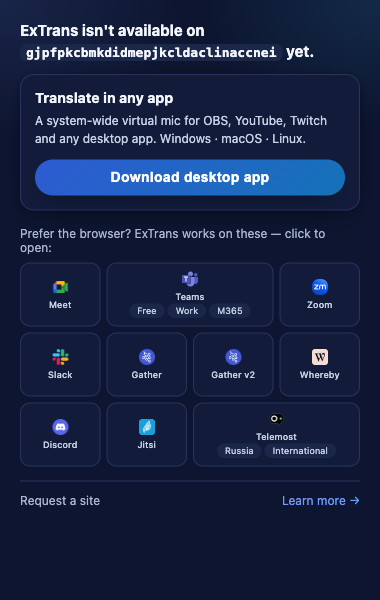 ExTrans isn't available on
gjpfpkcbmkdidmepjkcldaclinaccnei yet.
Translate in any app
A system-wide virtual mic for OBS, YouTube, Twitch
and any desktop app. Windows · macOS · Linux.
Download desktop app
Prefer the browser? ExTrans works on these — click to
open:
Meet
Teams
Free Work M365
zm
Zoom
Slack
Gather
Gather v2
W
Whereby
Discord
Jitsi
Telemost
Russia International
Request a site
Learn more →